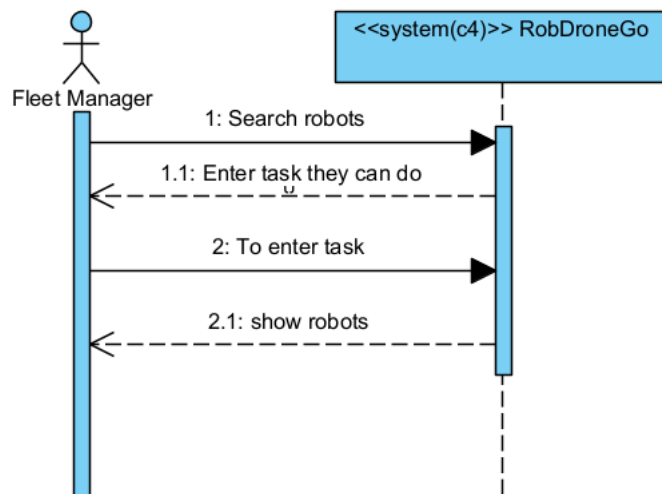 <<system(c4)>> RobDroneGo
Fleet Manager
1: Search robots
1.1: Enter task they can do
2: To enter task
2.1: show robots